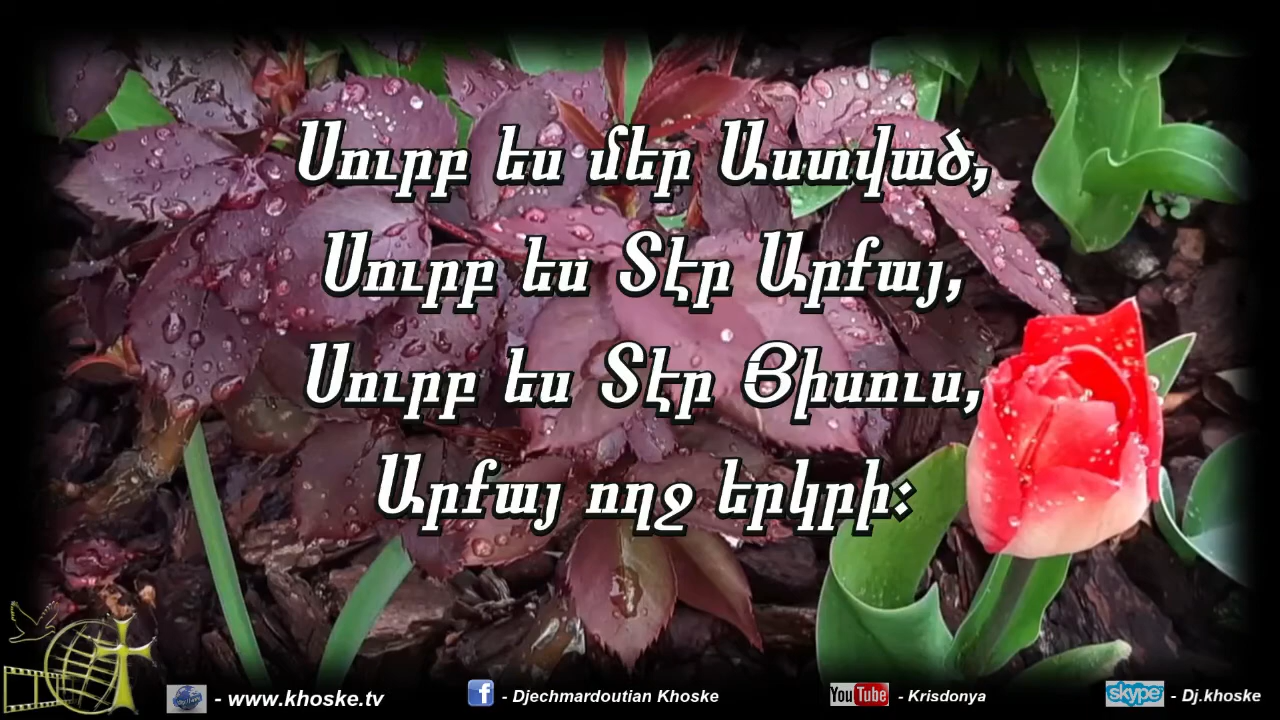 Սուրբ ես մեր Աստված,
Սուրբ ես Տէր Արքայ,
Սուրբ ես Տէր Յիսուս,
Արքայ ողջ երկրի:
- www.khoske.tv
f - Djechmardoutian Khoske
YouTube - Krisdonya
skype - Dj.khoske